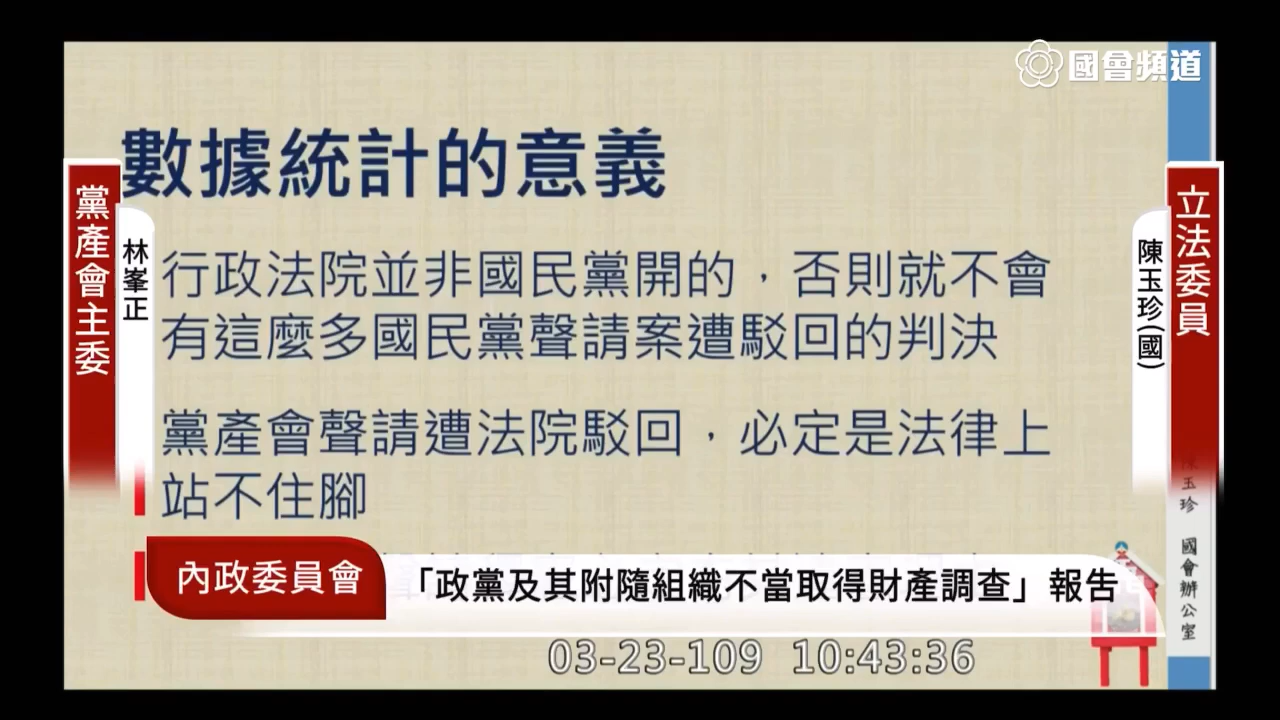 國會頻道
數據統計的意義
黨產會主委
林峯正
立法委員
陳玉珍(國)
行政法院並非國民黨開的，否則就不會
有這麼多國民黨聲請案遭駁回的判決
黨產會聲請遭法院駁回，必定是法律上
站不住腳
陳玉珍 國會辦公室
內政委員會
「政黨及其附隨組織不當取得財產調查」報告
03-23-109 10:43:36